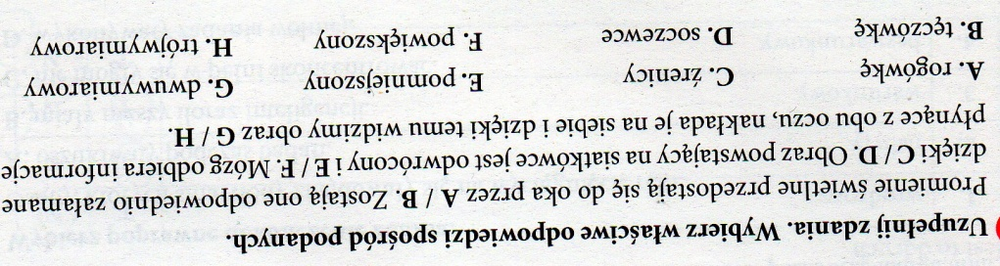 Uzupełnij zdania. Wybierz właściwe odpowiedzi spośród podanych.
Promienie świetlne przedostają się do oka przez A / B. Zostają one odpowiednio załamane
dzięki C / D. Obraz powstający na siatkówce jest odwrócony i E / F. Mózg odbiera informacje
płynące z obu oczu, nakłada je na siebie i dzięki temu widzimy obraz G / H.
A. rogówkę C. źrenicy E. pomniejszony G. dwuwymiarowy
B. tęczówkę D. soczewce F. powiększony H. trójwymiarowy